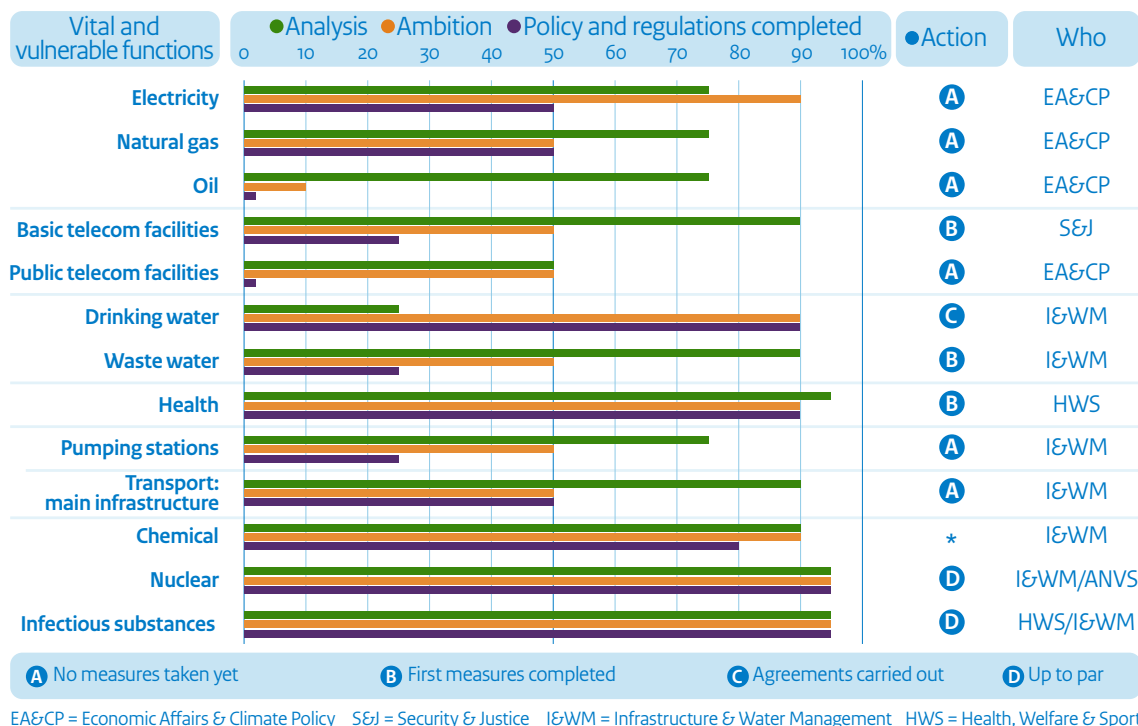 Vital and vulnerable functions
Analysis Ambition Policy and regulations completed
0 10 20 30 40 50 60 70 80 90 100%
Action
Who
Electricity A EA&CP
Natural gas A EA&CP
Oil A EA&CP
Basic telecom facilities B S&J
Public telecom facilities A EA&CP
Drinking water C I&WM
Waste water B I&WM
Health B HWS
Pumping stations A I&WM
Transport:
main infrastructure A I&WM
Chemical * I&WM
Nuclear D I&WM/ANVS
Infectious substances D HWS/I&WM
A No measures taken yet B First measures completed C Agreements carried out D Up to par
EA&CP = Economic Affairs & Climate Policy S&J = Security & Justice I&WM = Infrastructure & Water Management HWS = Health, Welfare & Sport